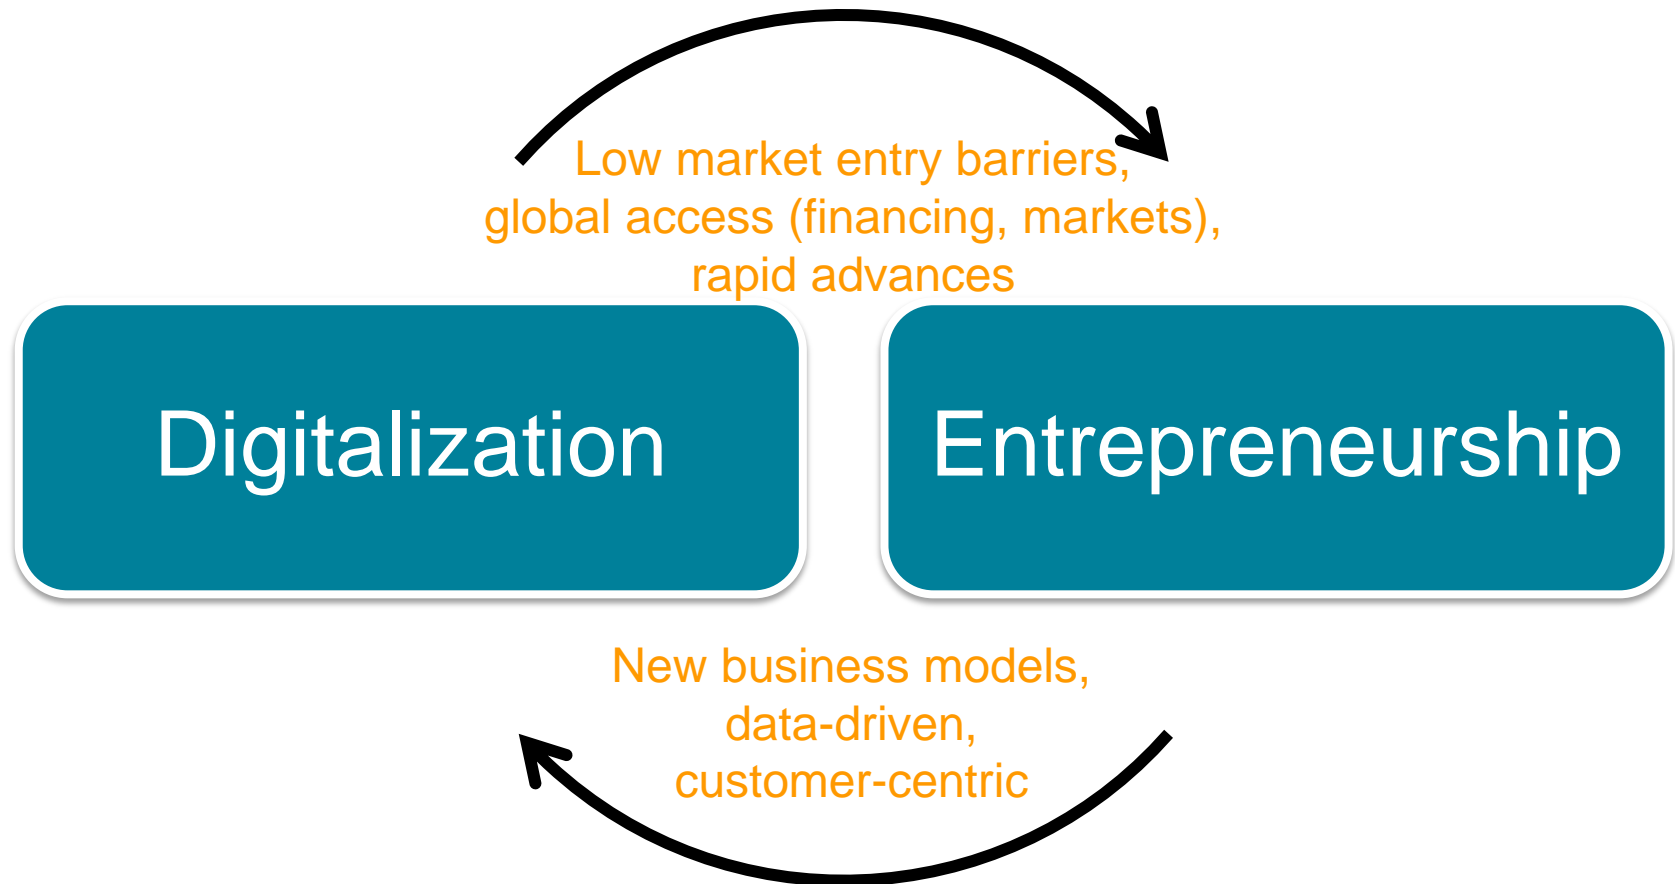 Low market entry barriers,
global access (financing, markets),
rapid advances
Digitalization
Entrepreneurship
New business models,
data-driven,
customer-centric